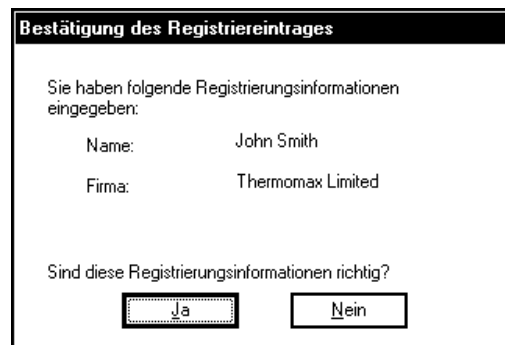 Bestätigung des Registriereintrages
Sie haben folgende Registrierungsinformationen
eingegeben:
Name: John Smith
Firma: Thermomax Limited
Sind diese Registrierungsinformationen richtig?
Ja Nein